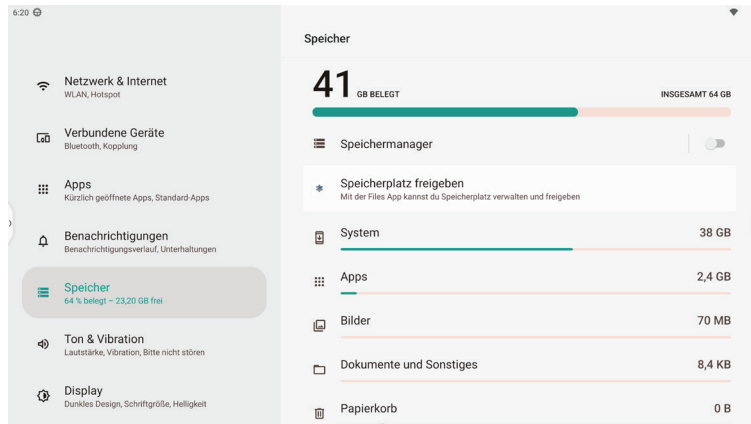 6:20
Netzwerk & Internet
WLAN, Hotspot
Verbundene Geräte
Bluetooth, Kopplung
Apps
Kürzlich geöffnete Apps, Standard-Apps
Benachrichtigungen
Benachrichtigungsverlauf, Unterhaltungen
Speicher
64 % belegt – 23,20 GB frei
Ton & Vibration
Lautstärke, Vibration, Bitte nicht stören
Display
Dunkles Design, Schriftgröße, Helligkeit
Speicher
41 GB BELEGT INSGESAMT 64 GB
Speichermanager
Speicherplatz freigeben
Mit der Files App kannst du Speicherplatz verwalten und freigeben
System 38 GB
Apps 2,4 GB
Bilder 70 MB
Dokumente und Sonstiges 8,4 KB
Papierkorb 0 B